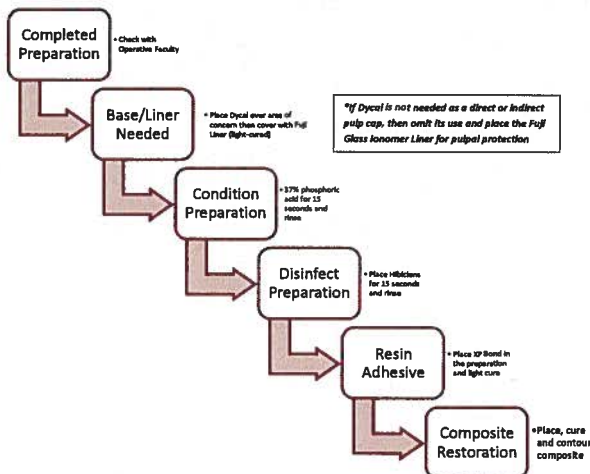 Completed
Preparation
• Check with
Operative Faculty
Base/Liner
Needed
• Place Dycal over area of
concern then cover with Fuji
Liner (light-cured)
*If Dycal is not needed as a direct or indirect
pulp cap, then omit its use and place the Fuji
Glass Ionomer Liner for pulpal protection
Condition
Preparation
• 37% phosphoric
acid for 15
seconds and
rinse
Disinfect
Preparation
• Place Hibiclens
for 15 seconds
and rinse
Resin
Adhesive
• Place XP Bond in
the preparation
and light cure
Composite
Restoration
• Place, cure
and contour
composite